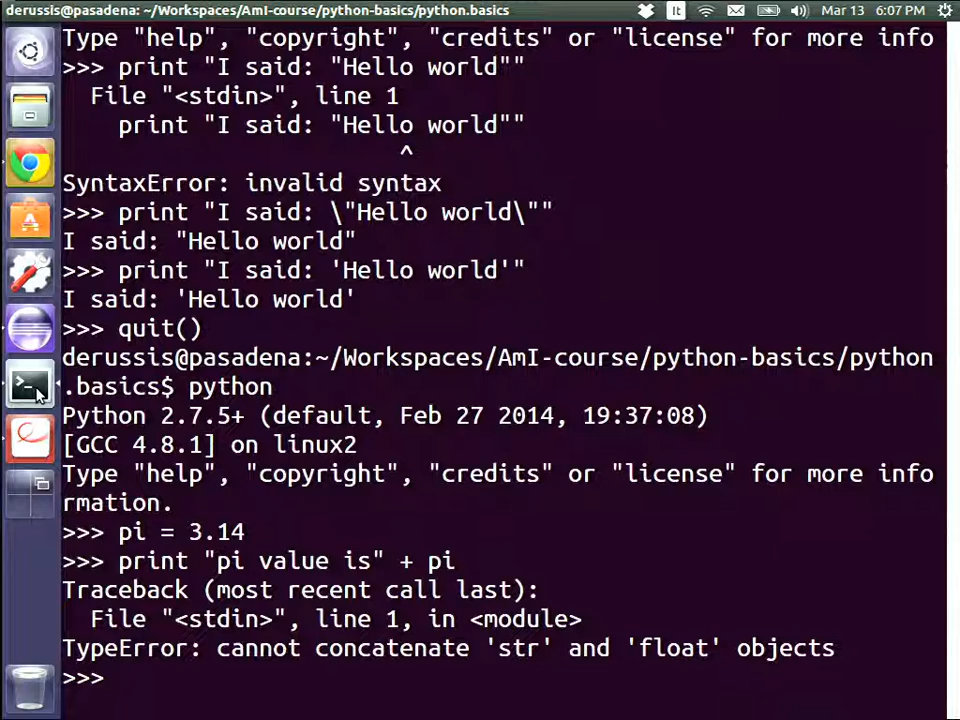 derussis@pasadena: ~/Workspaces/AmI-course/python-basics/python.basics
It
Mar 13
6:07 PM
Type "help", "copyright", "credits" or "license" for more info
>>> print "I said: "Hello world""
  File "<stdin>", line 1
    print "I said: "Hello world""
                        ^
SyntaxError: invalid syntax
>>> print "I said: \"Hello world\""
I said: "Hello world"
>>> print "I said: 'Hello world'"
I said: 'Hello world'
>>> quit()
derussis@pasadena:~/Workspaces/AmI-course/python-basics/python
.basics$ python
Python 2.7.5+ (default, Feb 27 2014, 19:37:08)
[GCC 4.8.1] on linux2
Type "help", "copyright", "credits" or "license" for more info
rmation.
>>> pi = 3.14
>>> print "pi value is" + pi
Traceback (most recent call last):
  File "<stdin>", line 1, in <module>
TypeError: cannot concatenate 'str' and 'float' objects
>>>